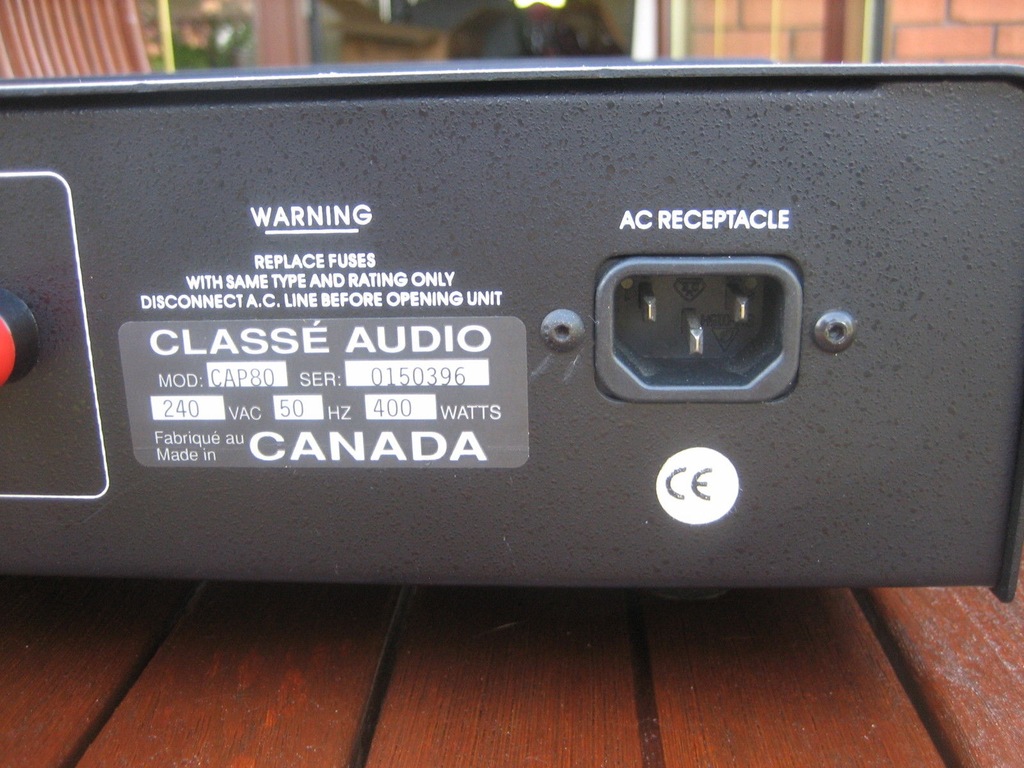 WARNING
REPLACE FUSES
WITH SAME TYPE AND RATING ONLY
DISCONNECT A.C. LINE BEFORE OPENING UNIT
CLASSÉ AUDIO
MOD: CAP80 SER: 0150396
240 VAC 50 HZ 400 WATTS
Fabriqué au
Made in CANADA
AC RECEPTACLE
CE